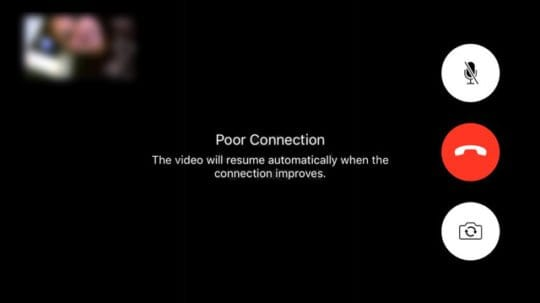 Poor Connection
The video will resume automatically when the
connection improves.